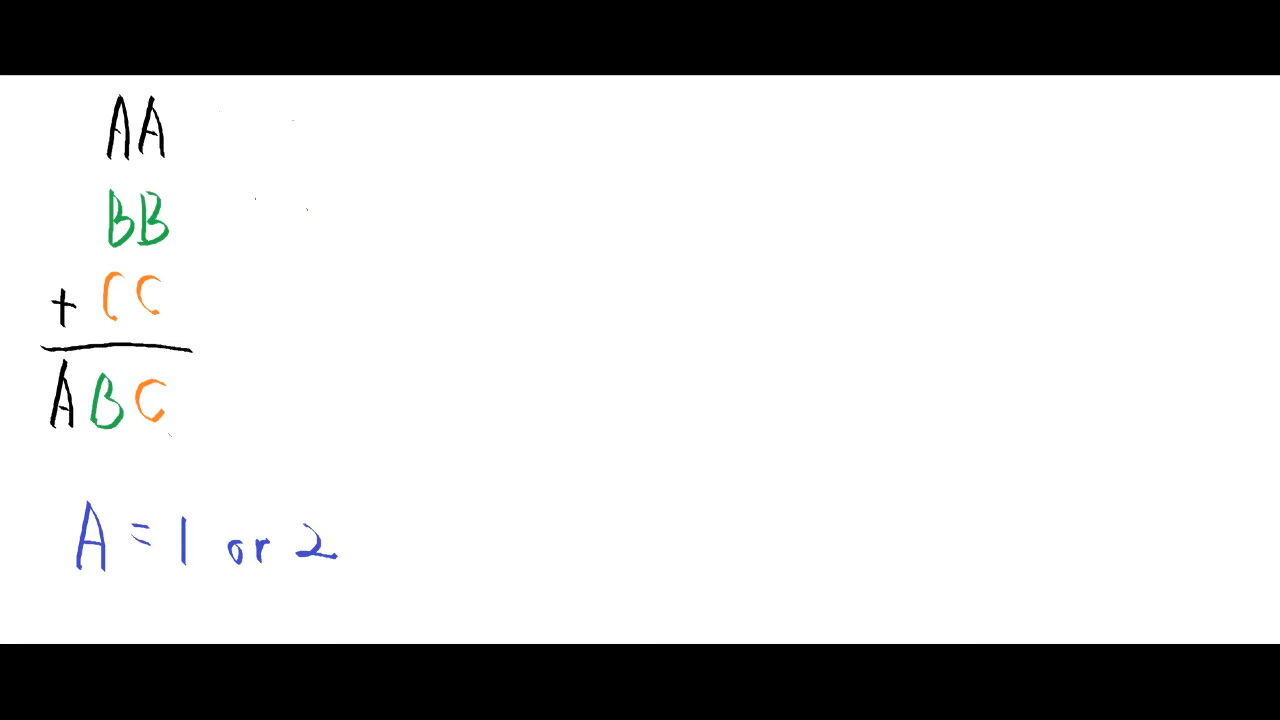 AA
BB
+ CC
ABC
A = 1 or 2